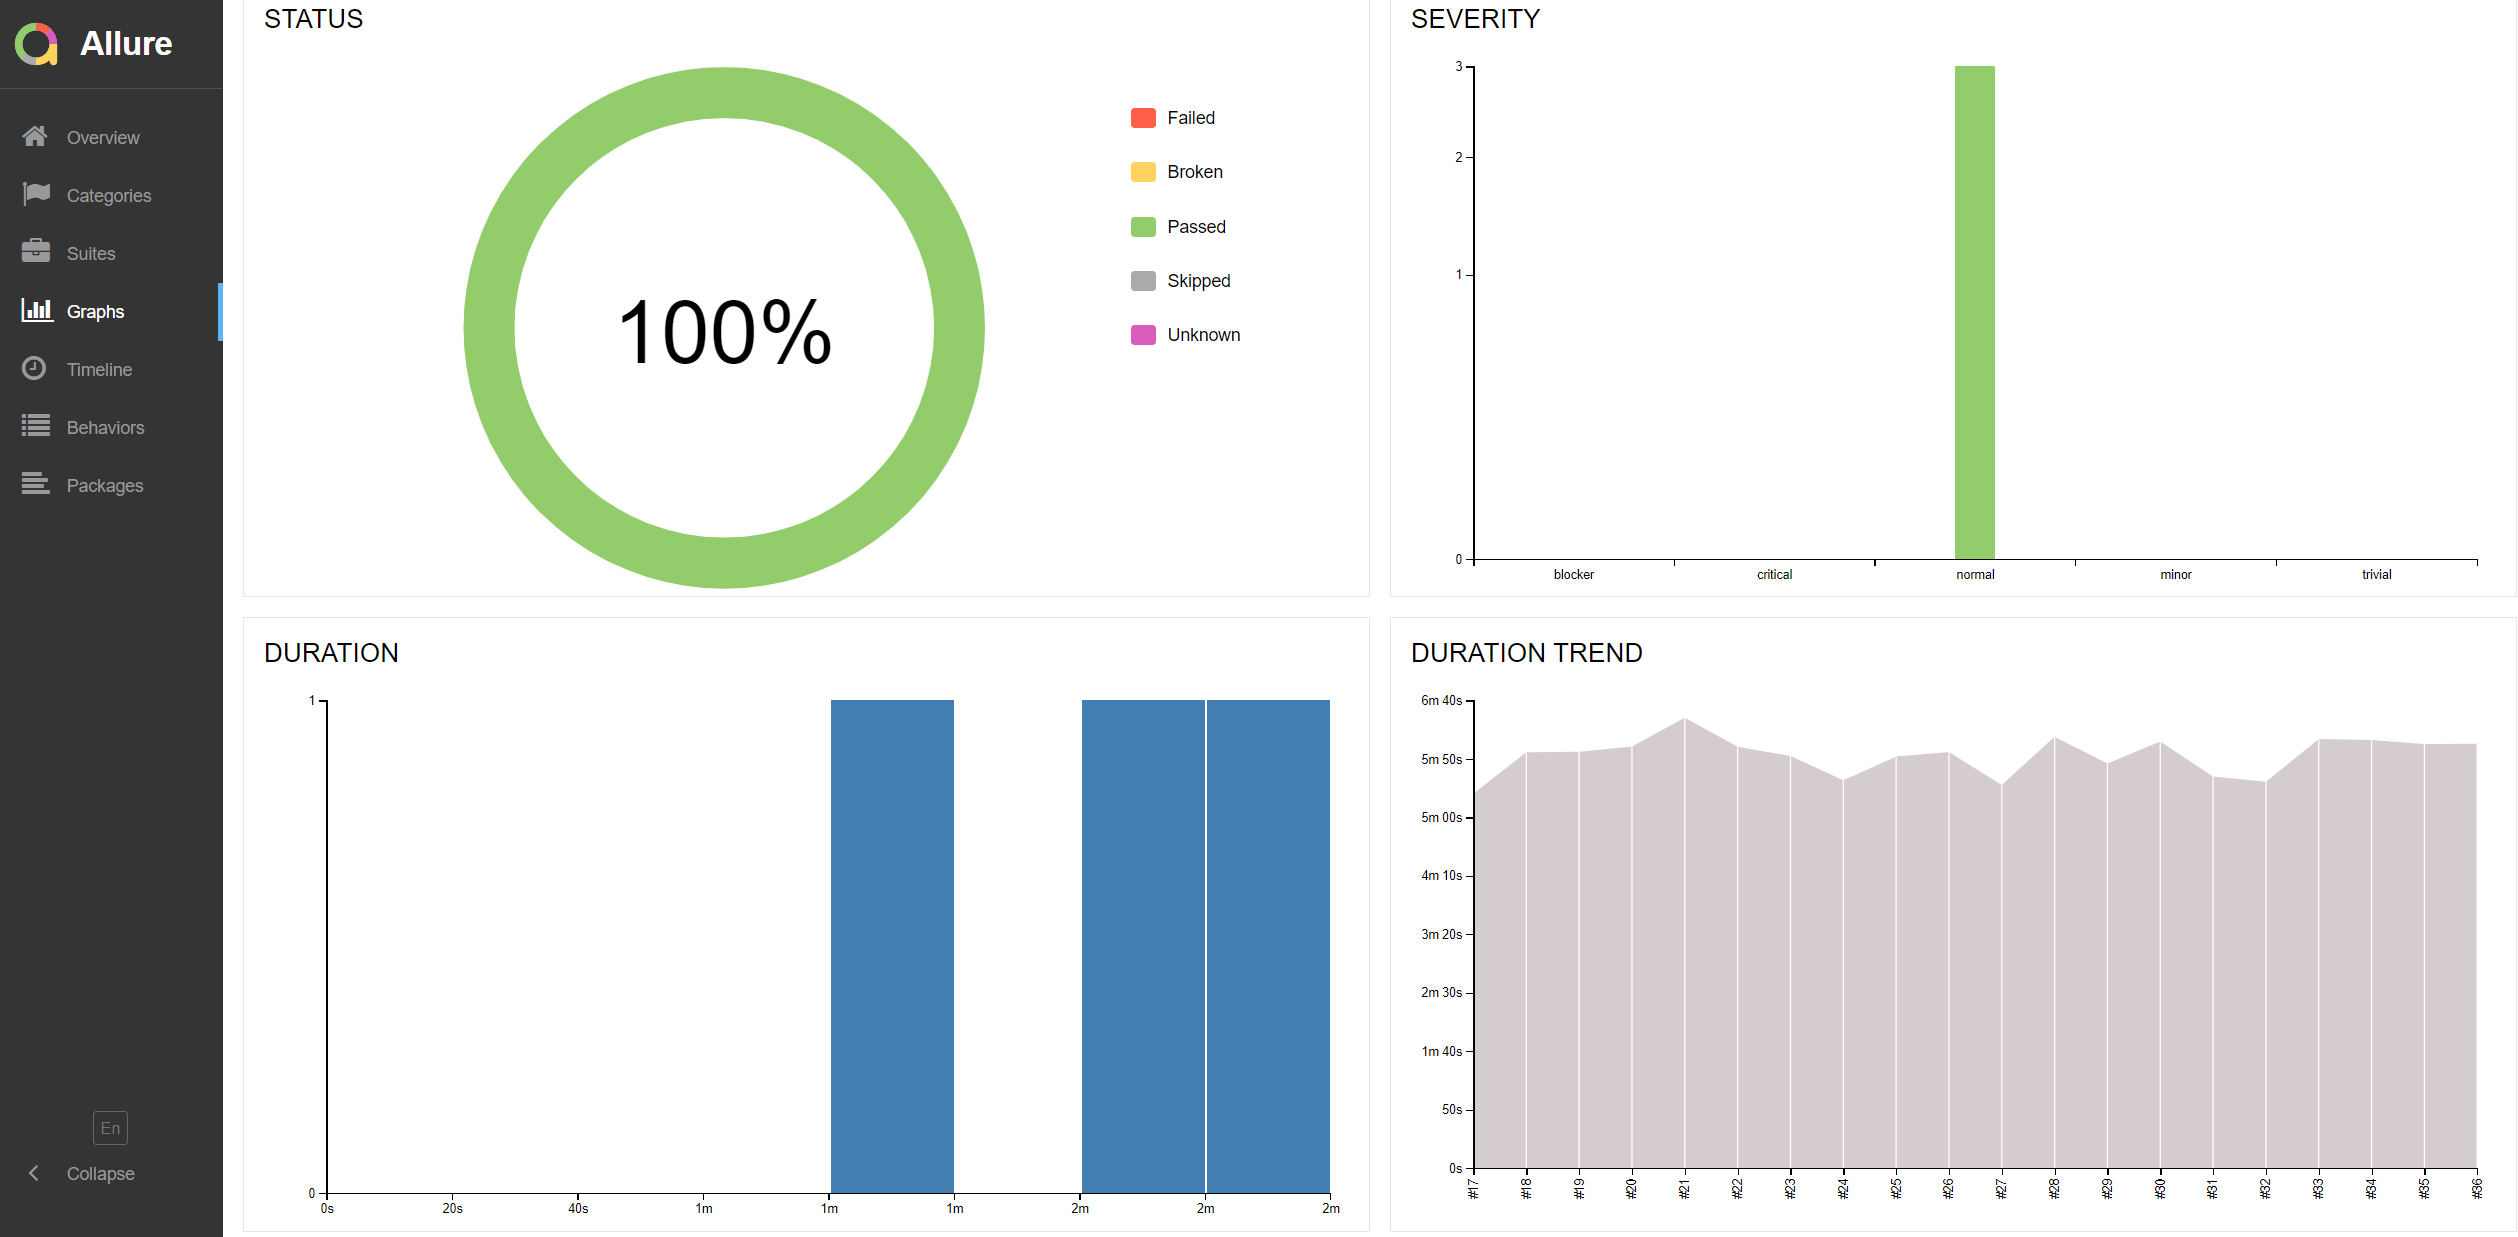 Allure
Overview
Categories
Suites
Graphs
Timeline
Behaviors
Packages
En
Collapse
STATUS
100%
Failed
Broken
Passed
Skipped
Unknown
SEVERITY
3
2
1
0
blocker critical normal minor trivial
DURATION
1
0
0s 20s 40s 1m 1m 1m 2m 2m 2m
DURATION TREND
6m 40s
5m 50s
5m 00s
4m 10s
3m 20s
2m 30s
1m 40s
50s
0s
#17 #18 #19 #20 #21 #22 #23 #24 #25 #26 #27 #28 #29 #30 #31 #32 #33 #34 #35 #36